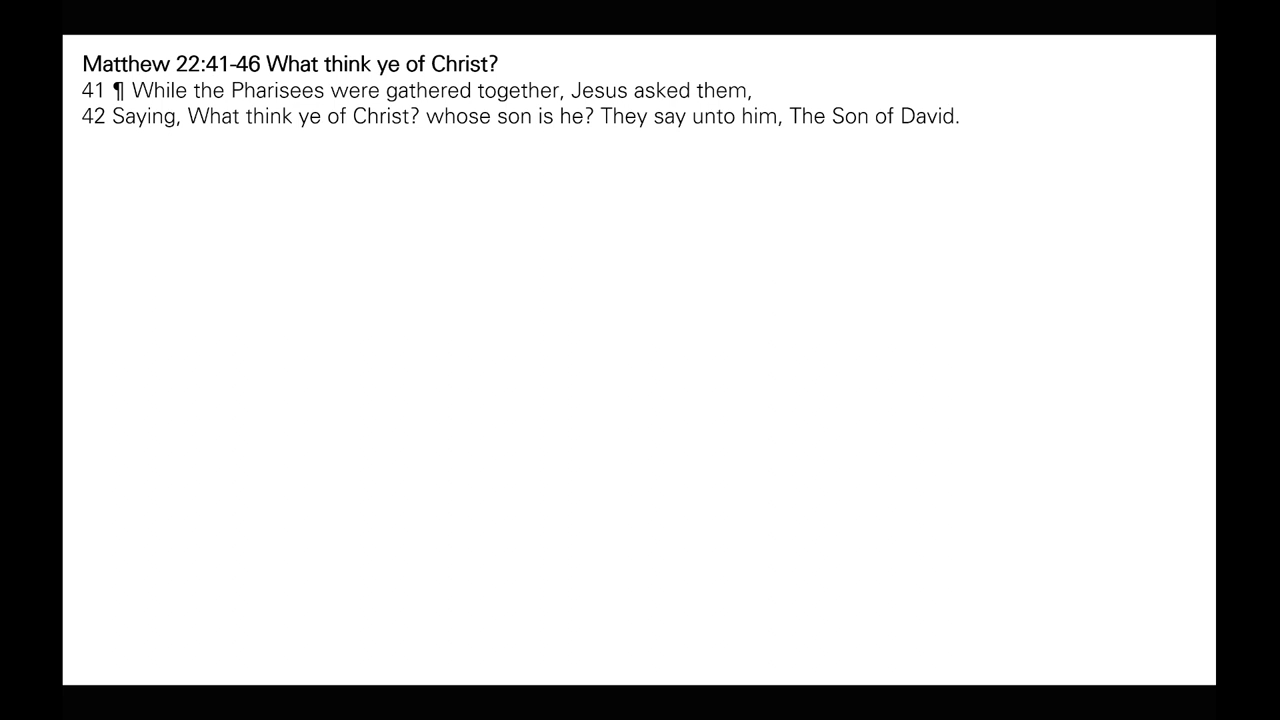 Matthew 22:41-46 What think ye of Christ?
41 ¶ While the Pharisees were gathered together, Jesus asked them,
42 Saying, What think ye of Christ? whose son is he? They say unto him, The Son of David.